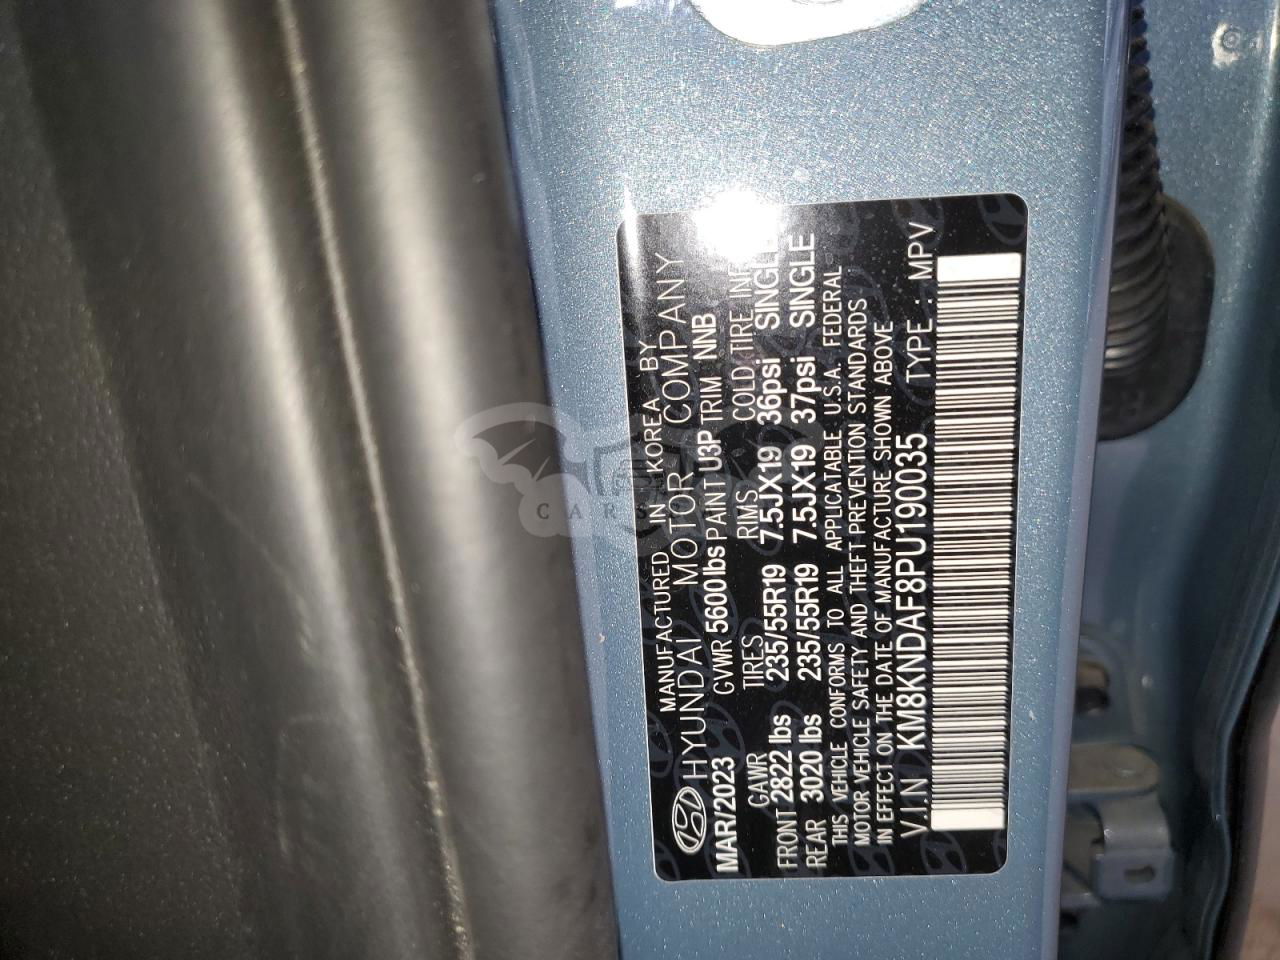 MANUFACTURED IN KOREA BY
HYUNDAI MOTOR COMPANY
MAR/2023 GVWR 5600lbs PAINT U3P TRIM NNB
GAWR TIRES RIMS COLD TIRE INF
FRONT 2822 lbs 235/55R19 7.5JX19 36psi SINGLE
REAR 3020 lbs 235/55R19 7.5JX19 37psi SINGLE
THIS VEHICLE CONFORMS TO ALL APPLICATABLE U.S.A. FEDERAL
MOTOR VEHICLE SAFETY AND THEFT PREVENTION STANDARDS
IN EFFECT ON THE DATE OF MANUFACTURE SHOWN ABOVE
V.I.N KM8KNDAF8PU190035 TYPE : MPV